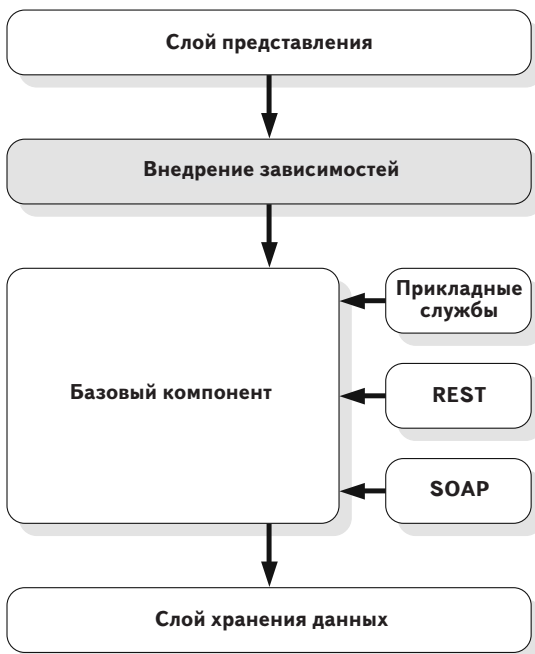 Слой представления
Внедрение зависимостей
Прикладные
службы
Базовый компонент
REST
SOAP
Слой хранения данных